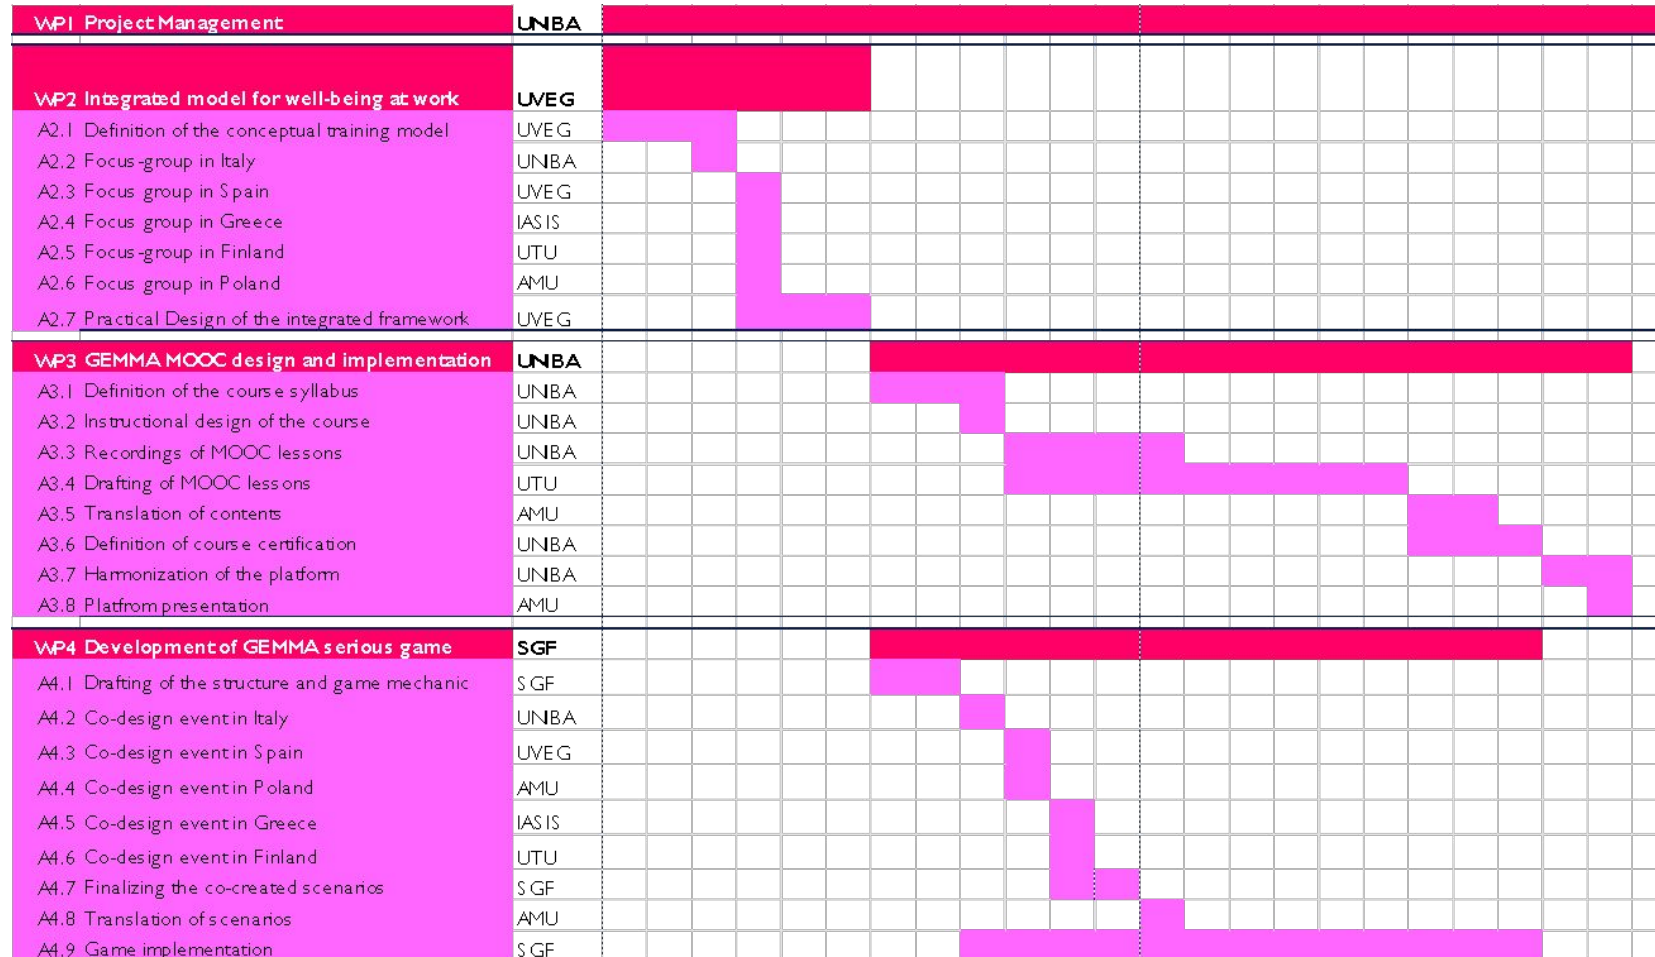 WP1 Project Management UNBA
WP2 Integrated model for well-being at work UVEG
A2.1 Definition of the conceptual training model UVEG
A2.2 Focus-group in Italy UNBA
A2.3 Focus group in Spain UVEG
A2.4 Focus group in Greece IASIS
A2.5 Focus-group in Finland UTU
A2.6 Focus group in Poland AMU
A2.7 Practical Design of the integrated framework UVEG
WP3 GEMMA MOOC design and implementation UNBA
A3.1 Definition of the course syllabus UNBA
A3.2 Instructional design of the course UNBA
A3.3 Recordings of MOOC lessons UNBA
A3.4 Drafting of MOOC lessons UTU
A3.5 Translation of contents AMU
A3.6 Definition of course certification UNBA
A3.7 Harmonization of the platform UNBA
A3.8 Platfrom presentation AMU
WP4 Development of GEMMA serious game SGF
A4.1 Drafting of the structure and game mechanic SGF
A4.2 Co-design event in Italy UNBA
A4.3 Co-design event in Spain UVEG
A4.4 Co-design event in Poland AMU
A4.5 Co-design event in Greece IASIS
A4.6 Co-design event in Finland UTU
A4.7 Finalizing the co-created scenarios SGF
A4.8 Translation of scenarios AMU
A4.9 Game implementation SGF